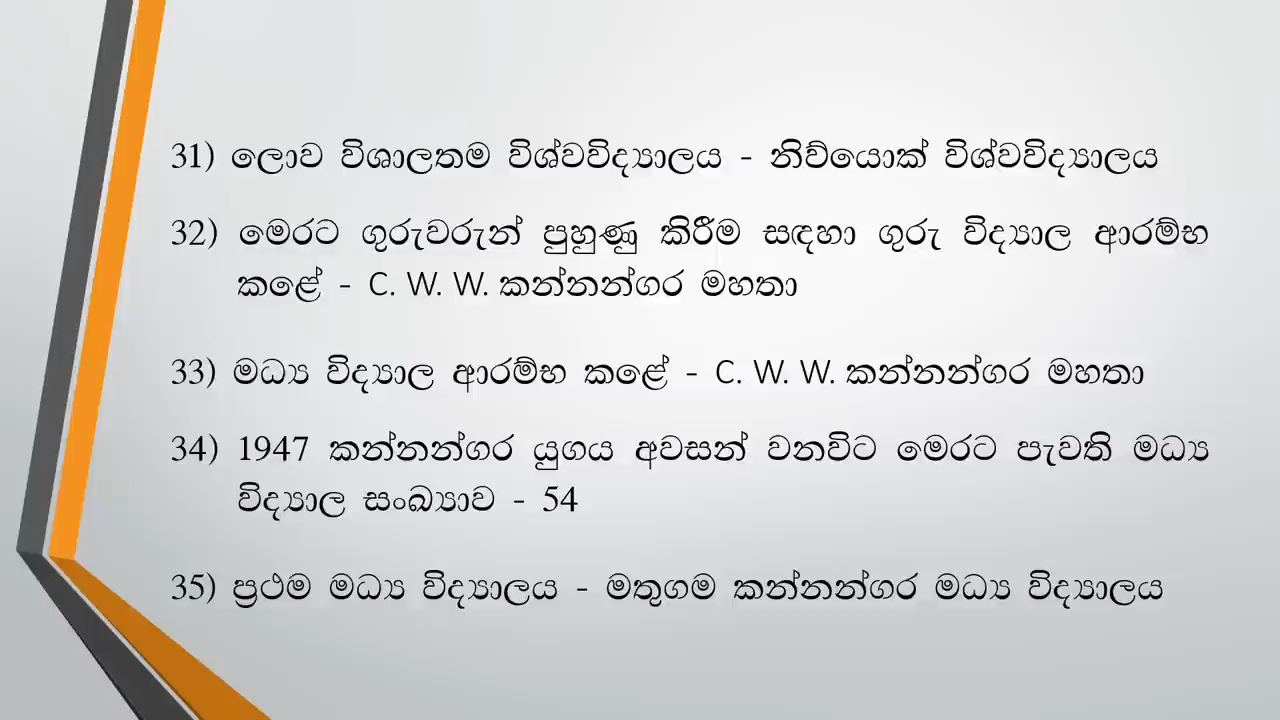 31) ලොව විශාලතම විශ්වවිද්‍යාලය - නිව්යොක් විශ්වවිද්‍යාලය
32) මෙරට ගුරුවරුන් පුහුණු කිරීම සඳහා ගුරු විද්‍යාල ආරම්භ
කළේ - C. W. W. කන්නන්ගර මහතා
33) මධ්‍ය විද්‍යාල ආරම්භ කළේ - C. W. W. කන්නන්ගර මහතා
34) 1947 කන්නන්ගර යුගය අවසන් වනවිට මෙරට පැවති මධ්‍ය
විද්‍යාල සංඛ්‍යාව - 54
35) ප්‍රථම මධ්‍ය විද්‍යාලය - මතුගම කන්නන්ගර මධ්‍ය විද්‍යාලය